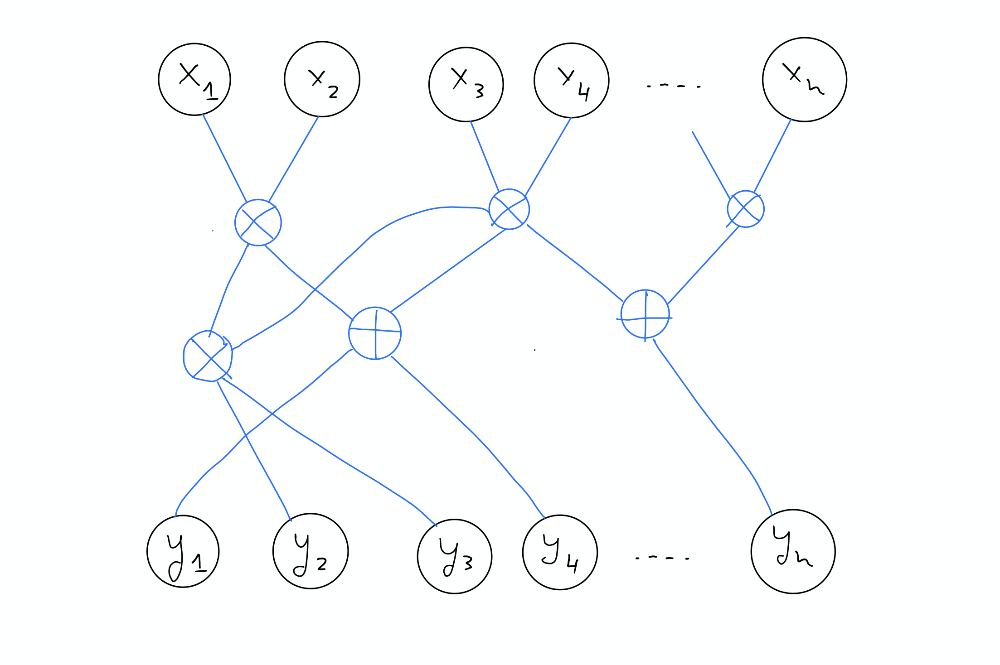 x1 x2 x3 x4 ---- xn
y1 y2 y3 y4 ---- yn